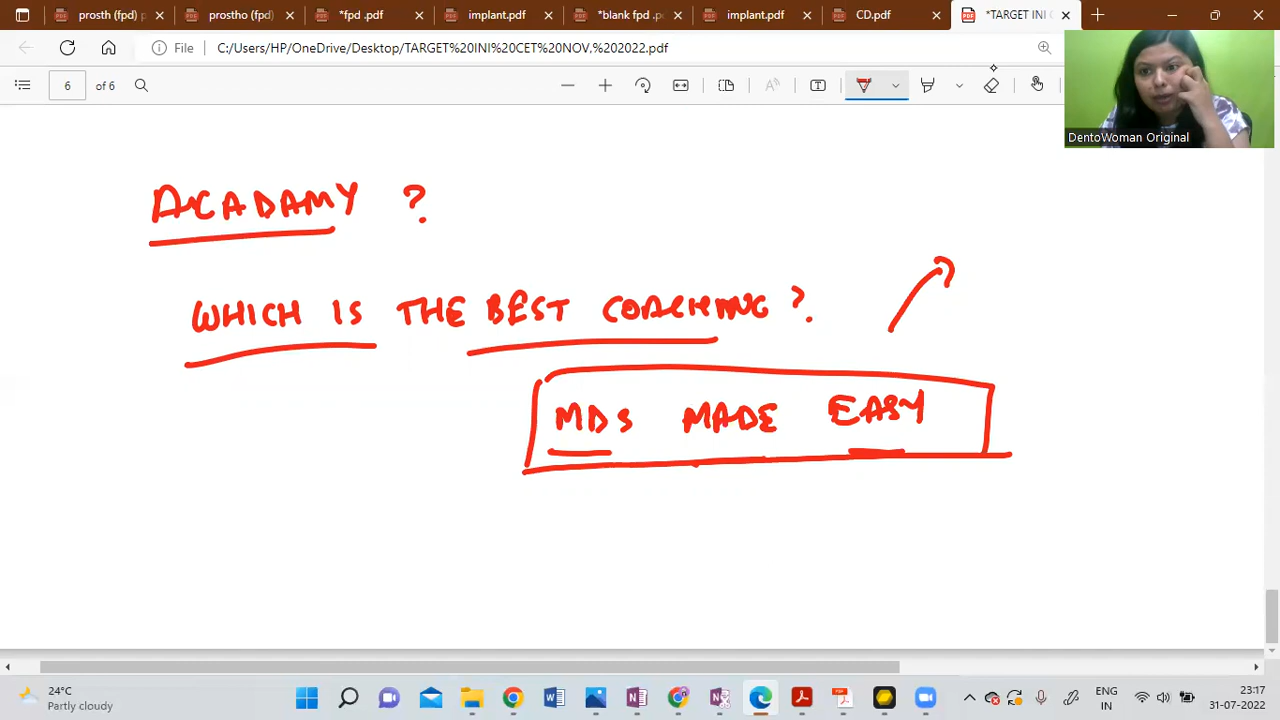 prosth (fpd)
prostho (fpd)
*fpd .pdf
implant.pdf
*blank fpd .p
implant.pdf
CD.pdf
*TARGET INI C
File C:/Users/HP/OneDrive/Desktop/TARGET%20INI%20CET%20NOV.%202022.pdf
6 of 6
DentoWoman Original
ACADAMY ?
WHICH IS THE BEST COACHING ?
MDS MADE EASY
24°C
Partly cloudy
ENG
IN
23:17
31-07-2022